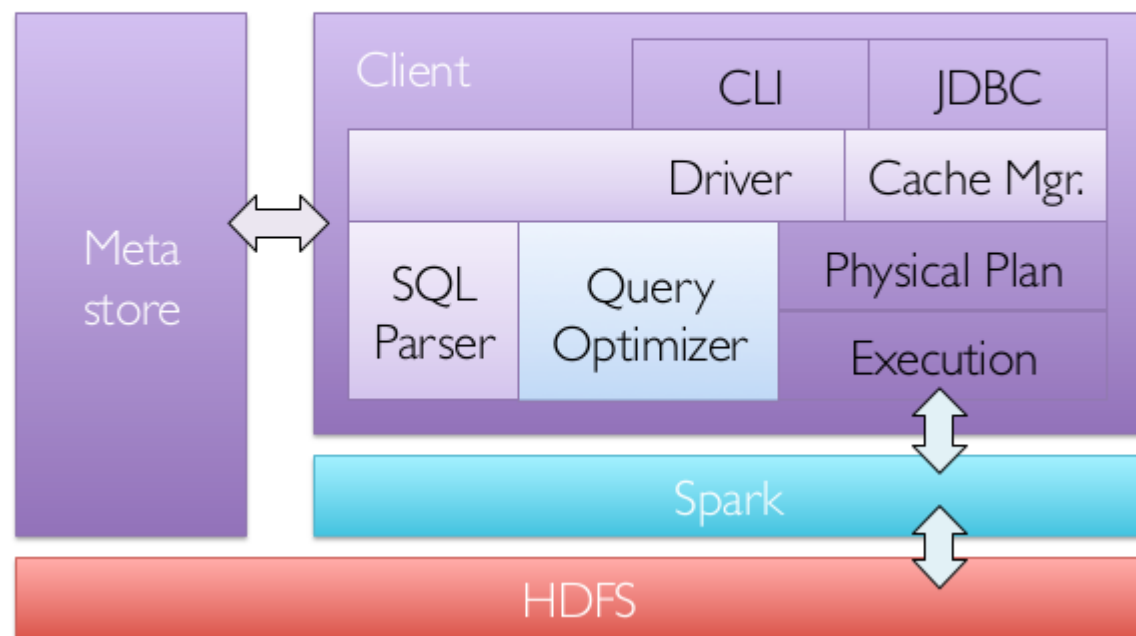 Client
CLI
JDBC
Driver
Cache Mgr.
Meta
store
SQL
Parser
Query
Optimizer
Physical Plan
Execution
Spark
HDFS